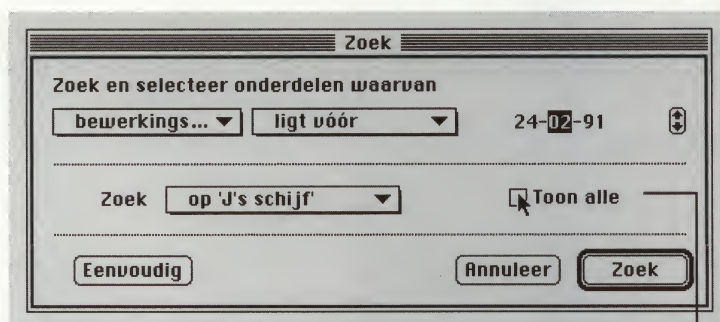 Zoek
Zoek en selecteer onderdelen waarvan
bewerkings... ligt vóór 24-02-91
Zoek op 'J's schijf' Toon alle
Eenvoudig Annuleer Zoek